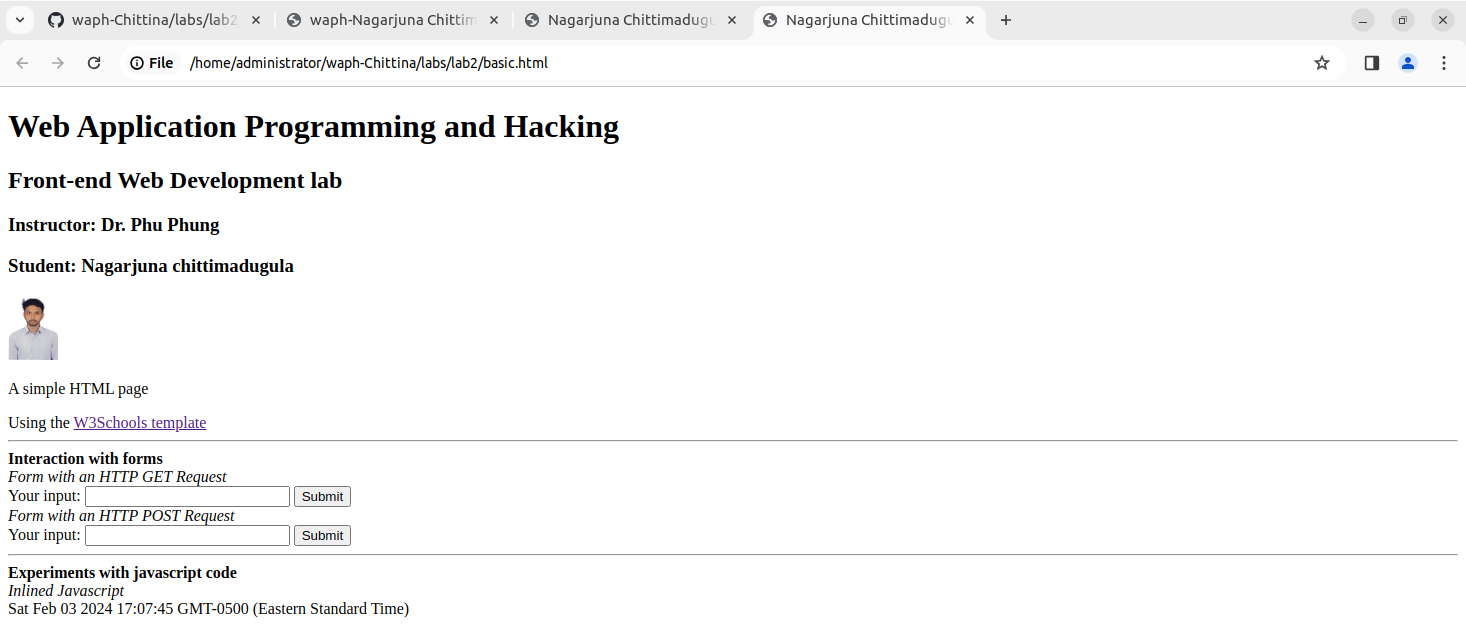 waph-Chittina/labs/lab2
waph-Nagarjuna Chittim
Nagarjuna Chittimadugu
Nagarjuna Chittimadugu
File /home/administrator/waph-Chittina/labs/lab2/basic.html
Web Application Programming and Hacking
Front-end Web Development lab
Instructor: Dr. Phu Phung
Student: Nagarjuna chittimadugula
A simple HTML page
Using the W3Schools template
Interaction with forms
Form with an HTTP GET Request
Your input: Submit
Form with an HTTP POST Request
Your input: Submit
Experiments with javascript code
Inlined Javascript
Sat Feb 03 2024 17:07:45 GMT-0500 (Eastern Standard Time)